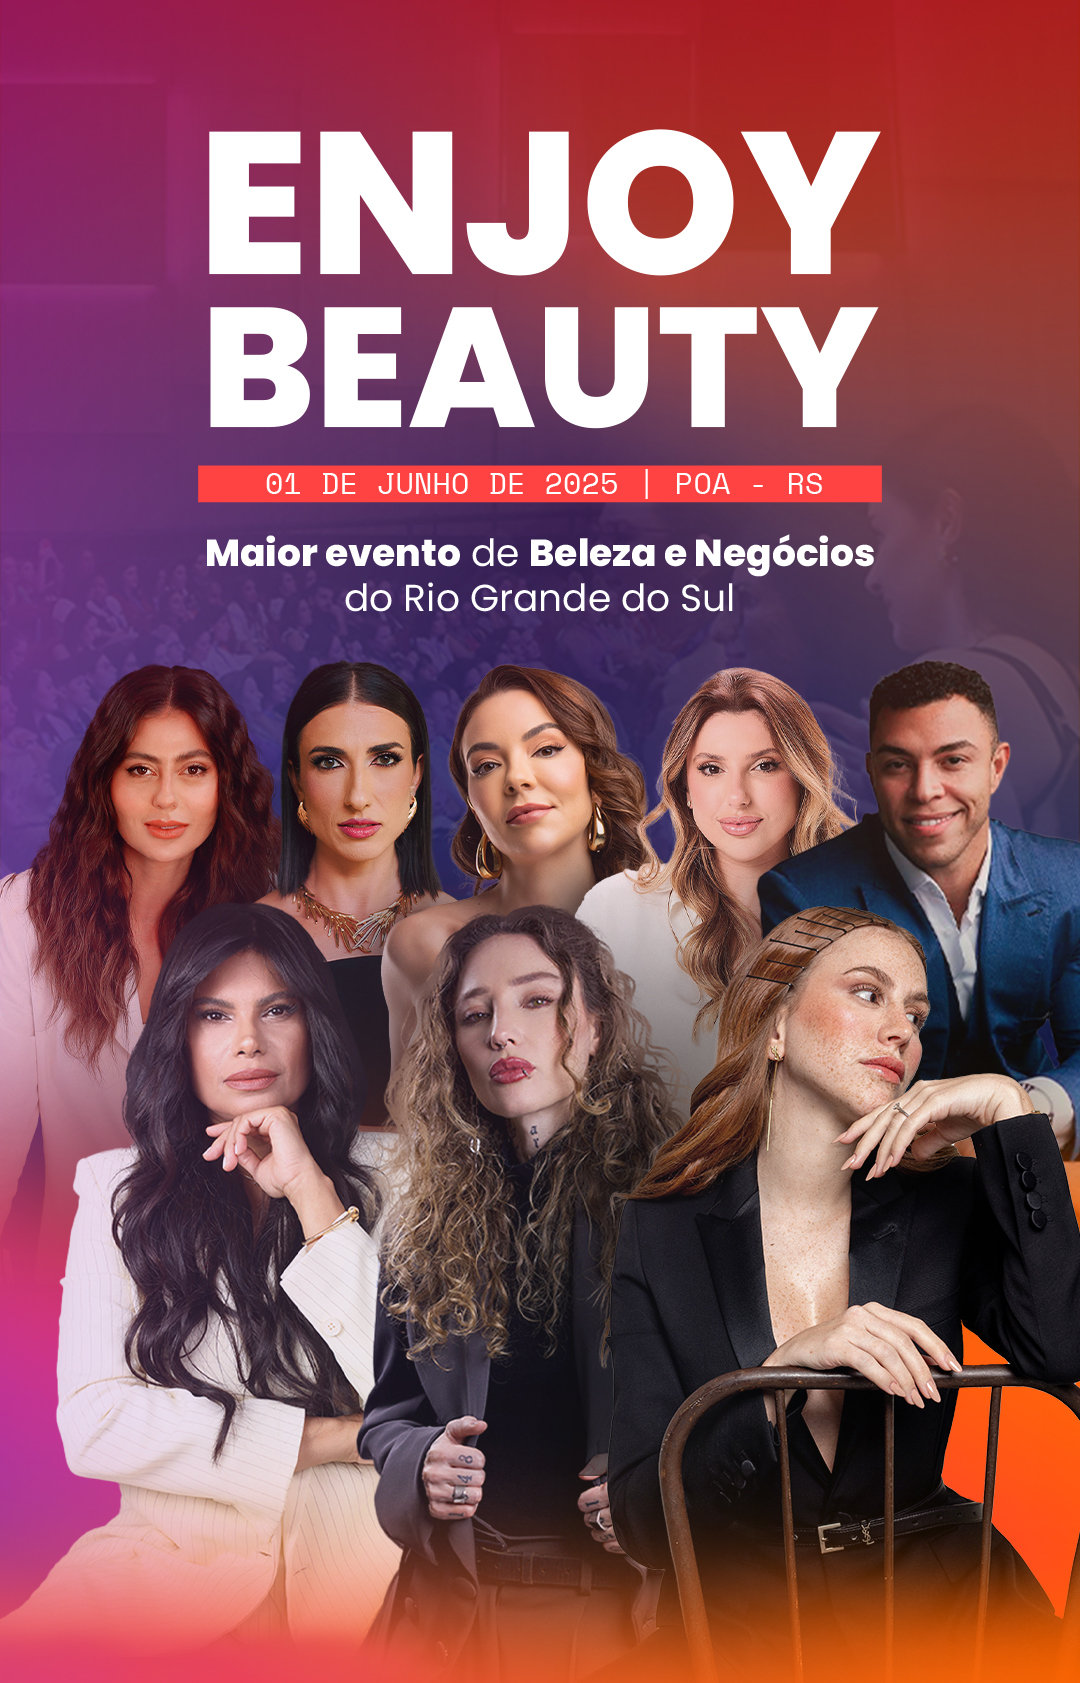 ENJOY
BEAUTY
01 DE JUNHO DE 2025 | POA - RS
Maior evento de Beleza e Negócios
do Rio Grande do Sul